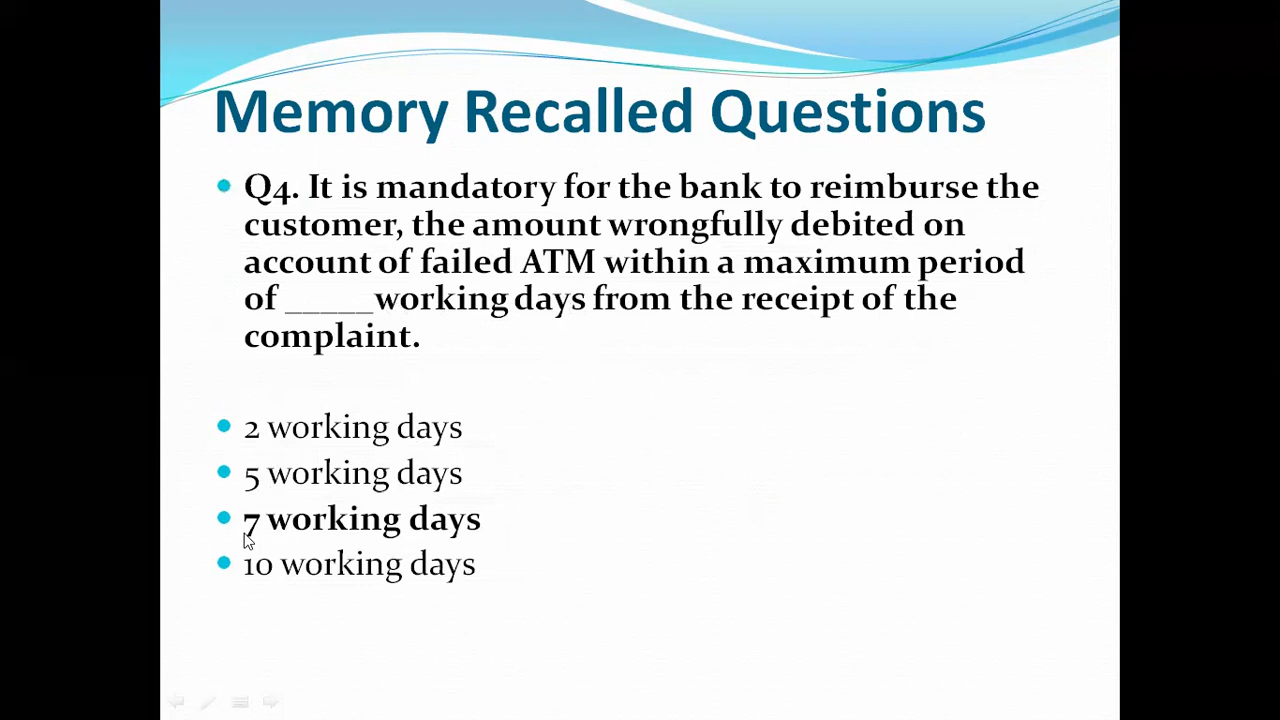 Memory Recalled Questions
Q4. It is mandatory for the bank to reimburse the
customer, the amount wrongfully debited on
account of failed ATM within a maximum period
of _____working days from the receipt of the
complaint.
2 working days
5 working days
7 working days
10 working days